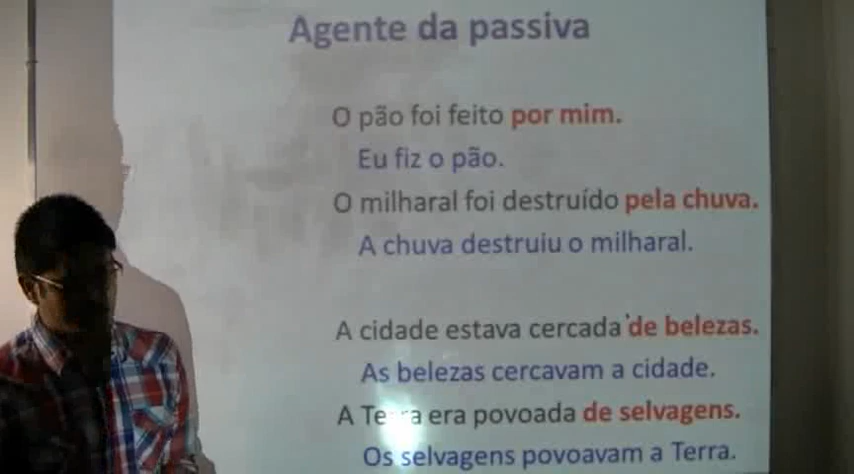 Agente da passiva
O pão foi feito por mim.
Eu fiz o pão.
O milharal foi destruído pela chuva.
A chuva destruiu o milharal.
A cidade estava cercada de belezas.
As belezas cercavam a cidade.
A Terra era povoada de selvagens.
Os selvagens povoavam a Terra.